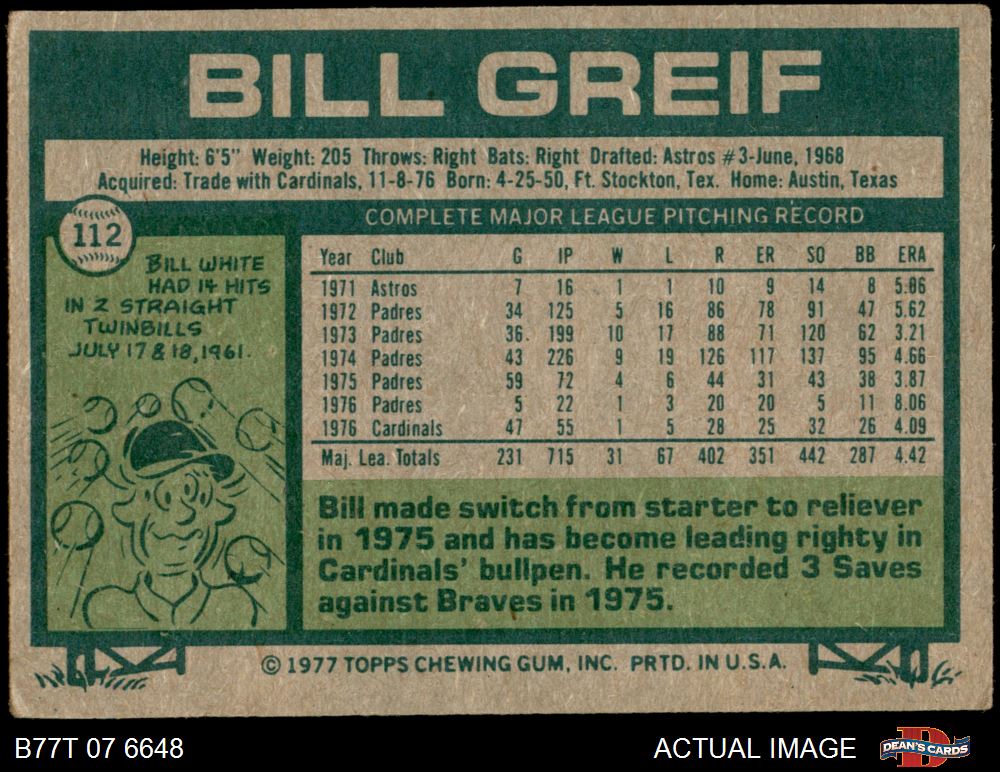 BILL GREIF
Height: 6'5" Weight: 205 Throws: Right Bats: Right Drafted: Astros #3-June, 1968
Acquired: Trade with Cardinals, 11-8-76 Born: 4-25-50, Ft. Stockton, Tex. Home: Austin, Texas
112
BILL WHITE
HAD 14 HITS
IN 2 STRAIGHT
TWINBILLS
JULY 17 & 18, 1961.
COMPLETE MAJOR LEAGUE PITCHING RECORD
Year Club G IP W L R ER SO BB ERA
1971 Astros 7 16 1 1 10 9 14 8 5.06
1972 Padres 34 125 5 16 86 78 91 47 5.62
1973 Padres 36 199 10 17 88 71 120 62 3.21
1974 Padres 43 226 9 19 126 117 137 95 4.66
1975 Padres 59 72 4 6 44 31 43 38 3.87
1976 Padres 5 22 1 3 20 20 5 11 8.06
1976 Cardinals 47 55 1 5 28 25 32 26 4.09
Maj. Lea. Totals 231 715 31 67 402 351 442 287 4.42
Bill made switch from starter to reliever
in 1975 and has become leading righty in
Cardinals' bullpen. He recorded 3 Saves
against Braves in 1975.
© 1977 TOPPS CHEWING GUM, INC. PRTD. IN U.S.A.
B77T 07 6648
ACTUAL IMAGE
D
DEAN'S CARDS